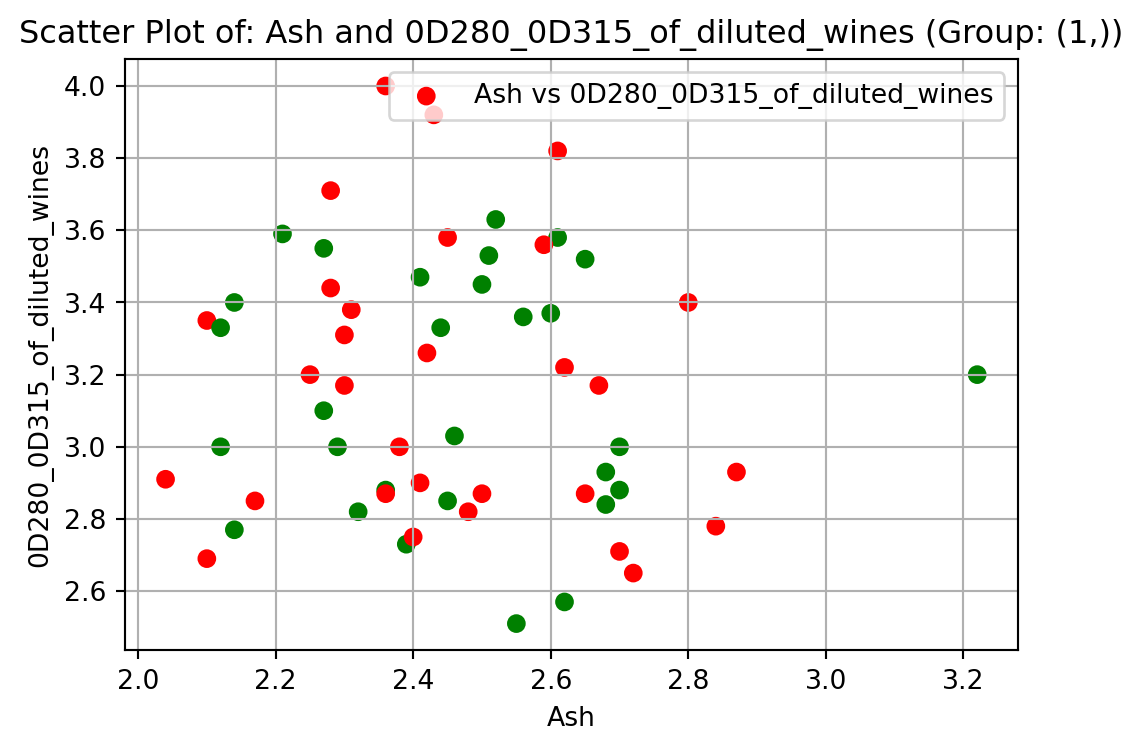 Scatter Plot of: Ash and 0D280_0D315_of_diluted_wines (Group: (1,))
Ash vs 0D280_0D315_of_diluted_wines
0D280_0D315_of_diluted_wines
4.0
3.8
3.6
3.4
3.2
3.0
2.8
2.6
2.0 2.2 2.4 2.6 2.8 3.0 3.2
Ash